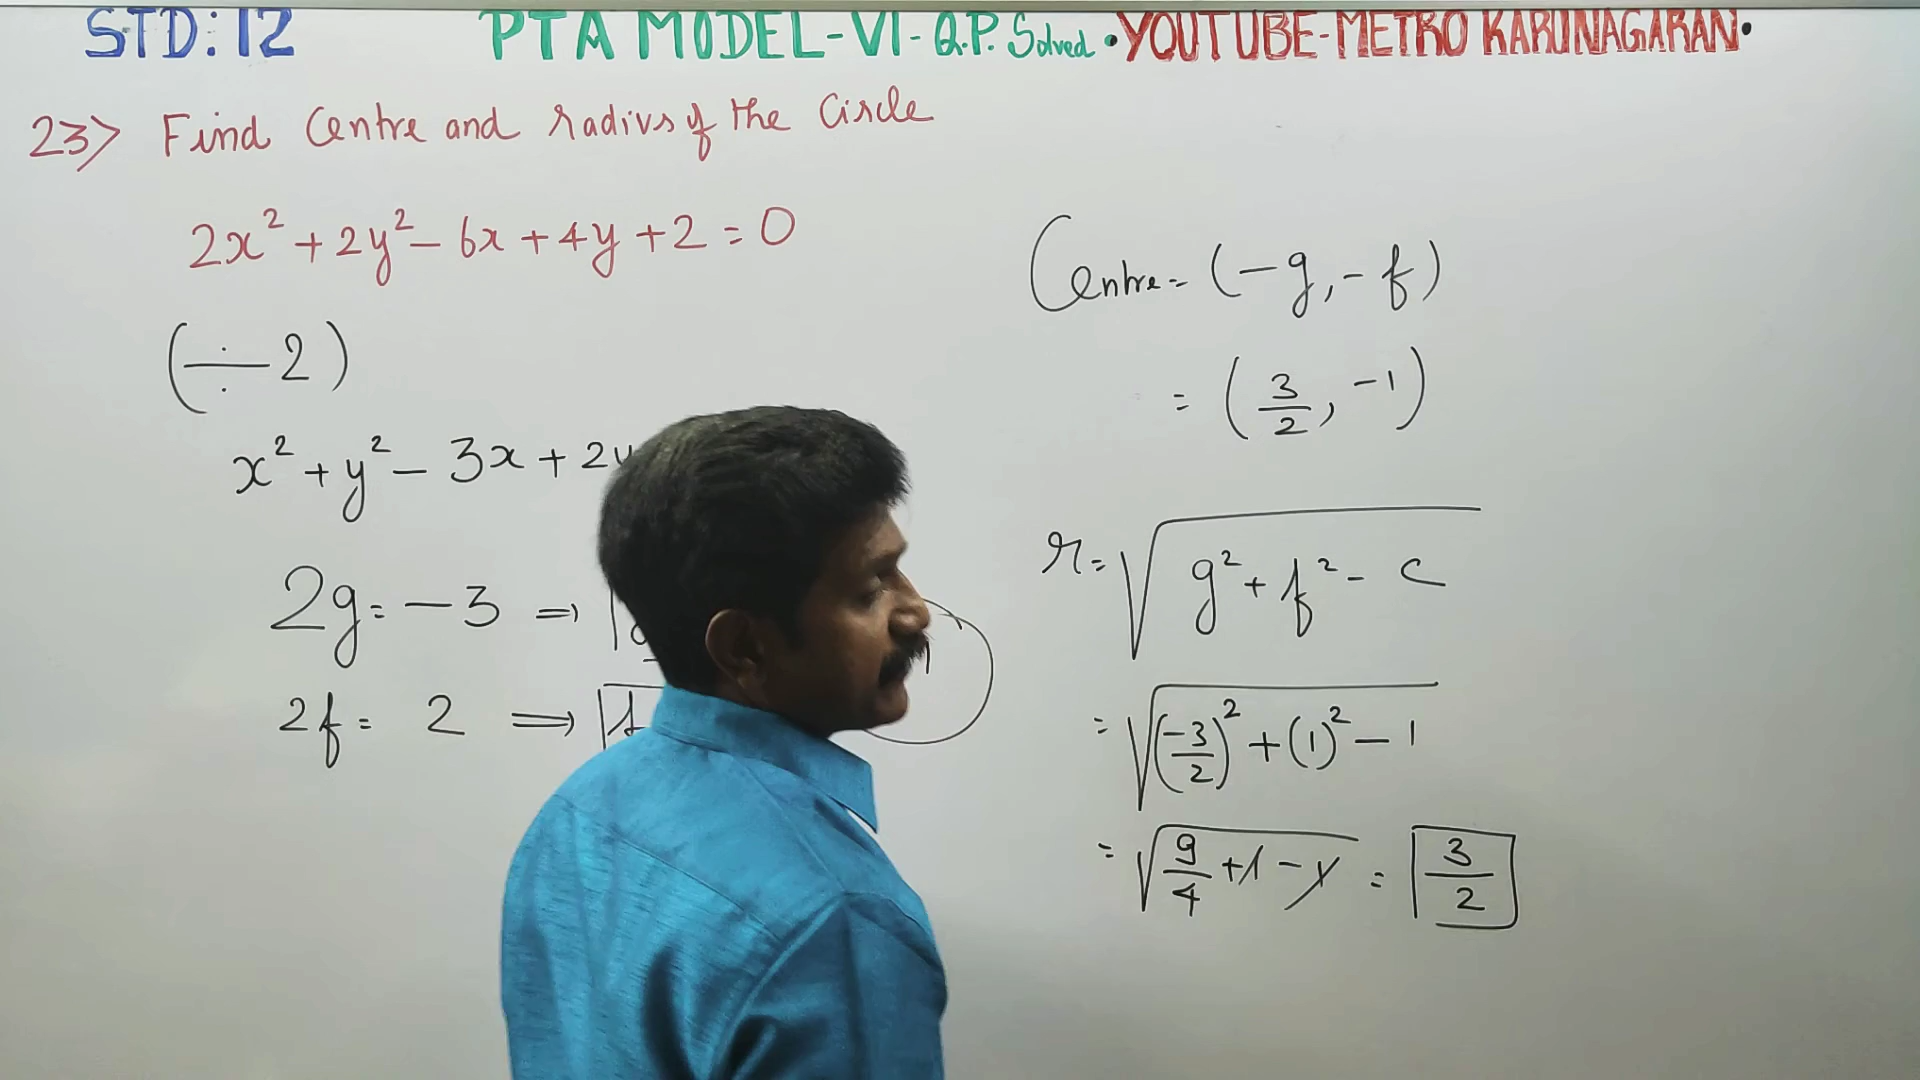 STD: 12 PTA MODEL-VI-Q.P. Solved • YOUTUBE-METRO KARUNAGARAN•
23> Find Centre and radius of the Circle
2x² + 2y² - 6x + 4y + 2 = 0
(÷ 2)
x² + y² - 3x + 2y
2g = -3 ⇒
2f = 2 ⇒
Centre = (-g, -f)
= (3/2, -1)
r = √(g² + f² - c)
= √((-3/2)² + (1)² - 1)
= √(9/4 + 1 - 1) = 3/2